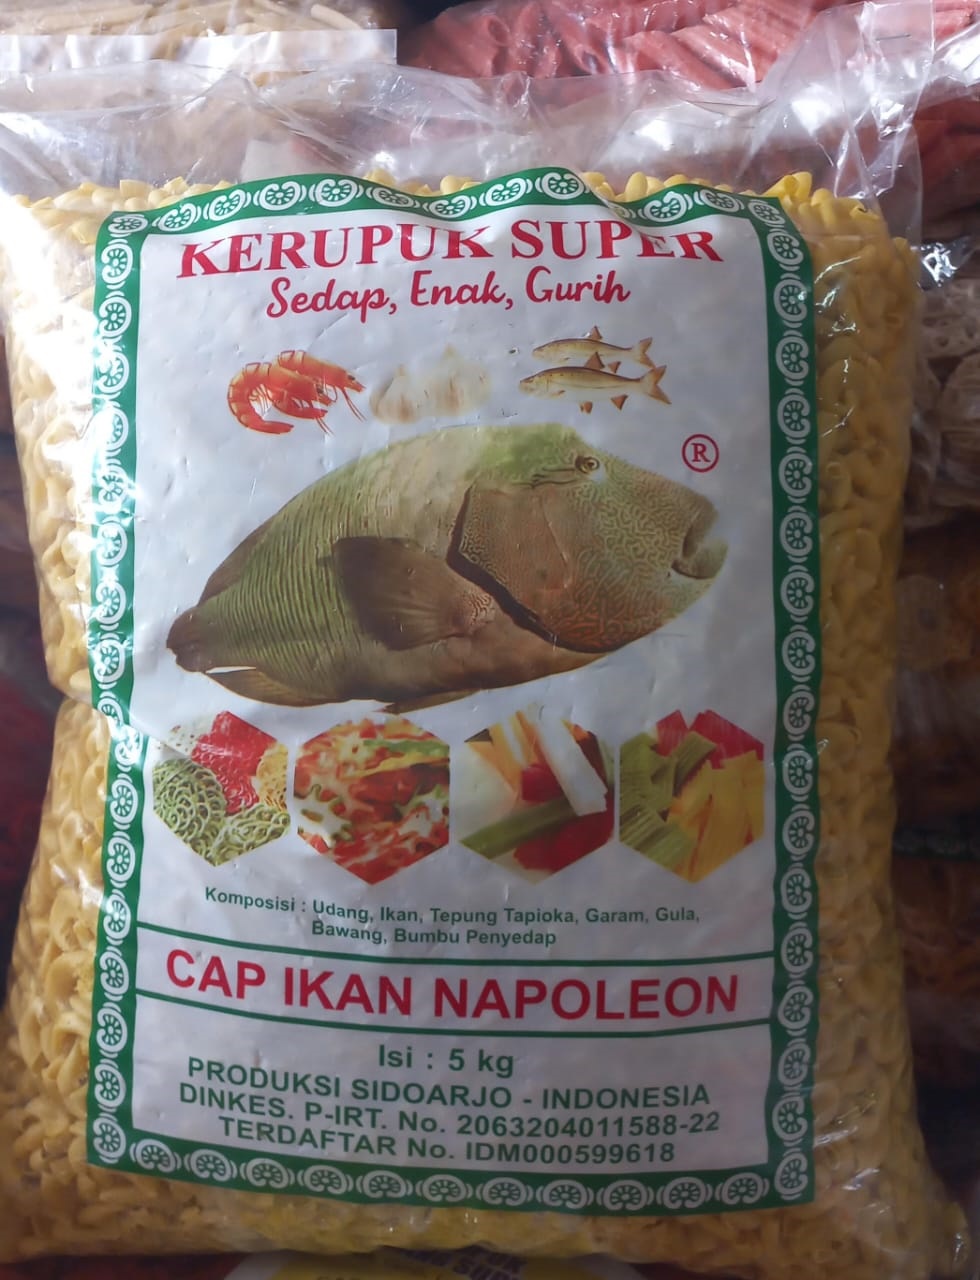 KERUPUK SUPER
Sedap, Enak, Gurih
®
Komposisi : Udang, Ikan, Tepung Tapioka, Garam, Gula,
Bawang, Bumbu Penyedap
CAP IKAN NAPOLEON
Isi : 5 kg
PRODUKSI SIDOARJO - INDONESIA
DINKES. P-IRT. No. 2063204011588-22
TERDAFTAR No. IDM000599618